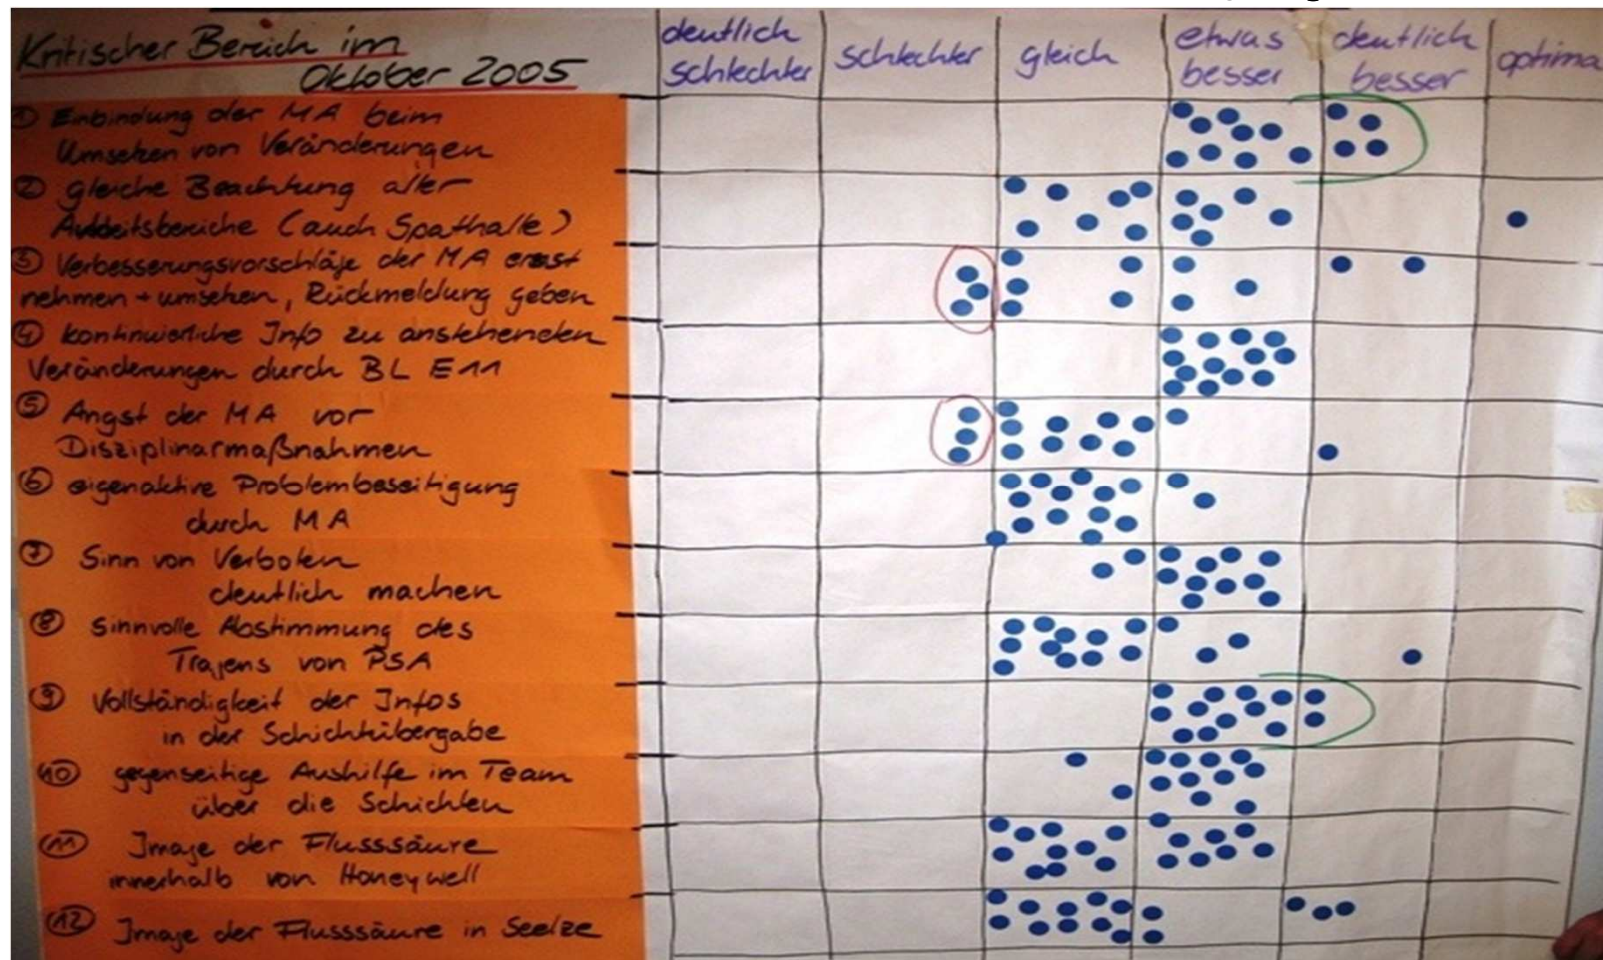 Kritischer Bereich im
Oktober 2005
deutlich
schlechter
schlechter
gleich
etwas
besser
deutlich
besser
optima
① Einbindung der MA beim
Umsetzen von Veränderungen
② gleiche Beachtung aller
Arbeitsbereiche (auch Spathalle)
③ Verbesserungsvorschläge der MA ernst
nehmen + umsetzen, Rückmeldung geben
④ kontinuierliche Info zu anstehenden
Veränderungen durch BL E11
⑤ Angst der MA vor
Disziplinarmaßnahmen
⑥ eigenaktive Problembeseitigung
durch MA
⑦ Sinn von Verboten
deutlich machen
⑧ Sinnvolle Abstimmung des
Tragens von PSA
⑨ Vollständigkeit der Infos
in der Schichtübergabe
⑩ gegenseitige Aushilfe im Team
über die Schichten
⑪ Image der Flusssäure
innerhalb von Honeywell
⑫ Image der Flusssäure in Seelze